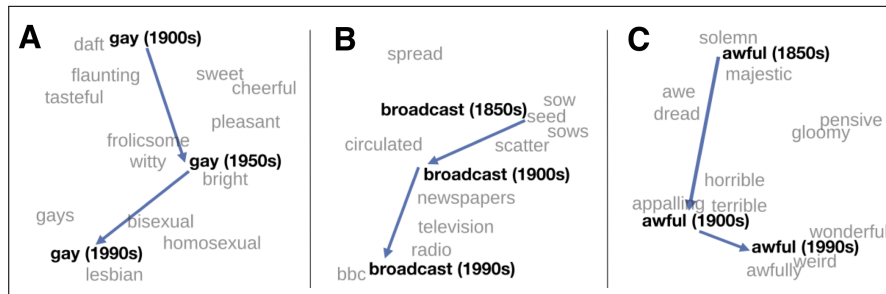 A
daft gay (1900s)
flaunting sweet
tasteful cheerful
pleasant
frolicsome
witty gay (1950s)
bright
gays bisexual
homosexual
gay (1990s)
lesbian
B
spread
broadcast (1850s) sow
seed
sows
circulated scatter
broadcast (1900s)
newspapers
television
radio
bbc broadcast (1990s)
C
solemn
awful (1850s)
majestic
awe
dread pensive
gloomy
horrible
appalling terrible
awful (1900s)
wonderful
awful (1990s)
weird
awfully